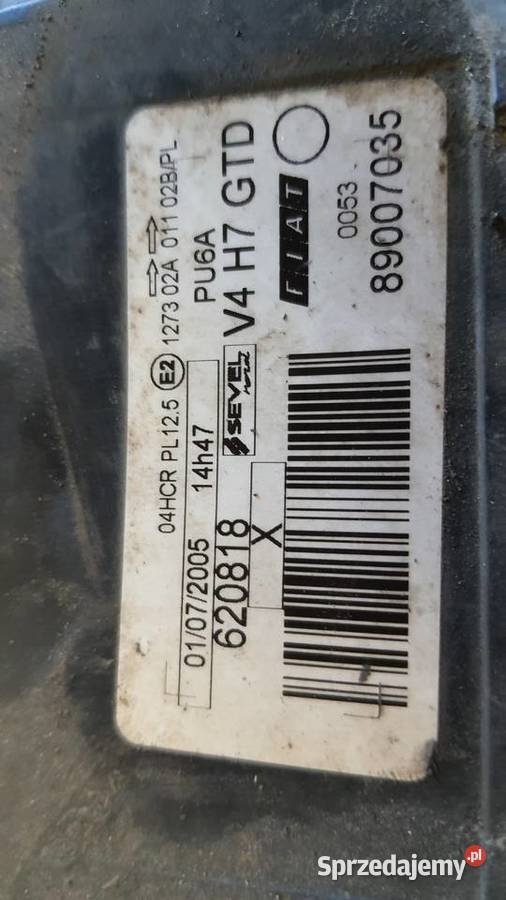 04HCR PL12.5 E2 1273 02A 011 02B/PL
01/07/2005 14h47 PU6A
620818 SEVEL V4 H7 GTD
X FIAT
0053
89007035
Sprzedajemy.pl